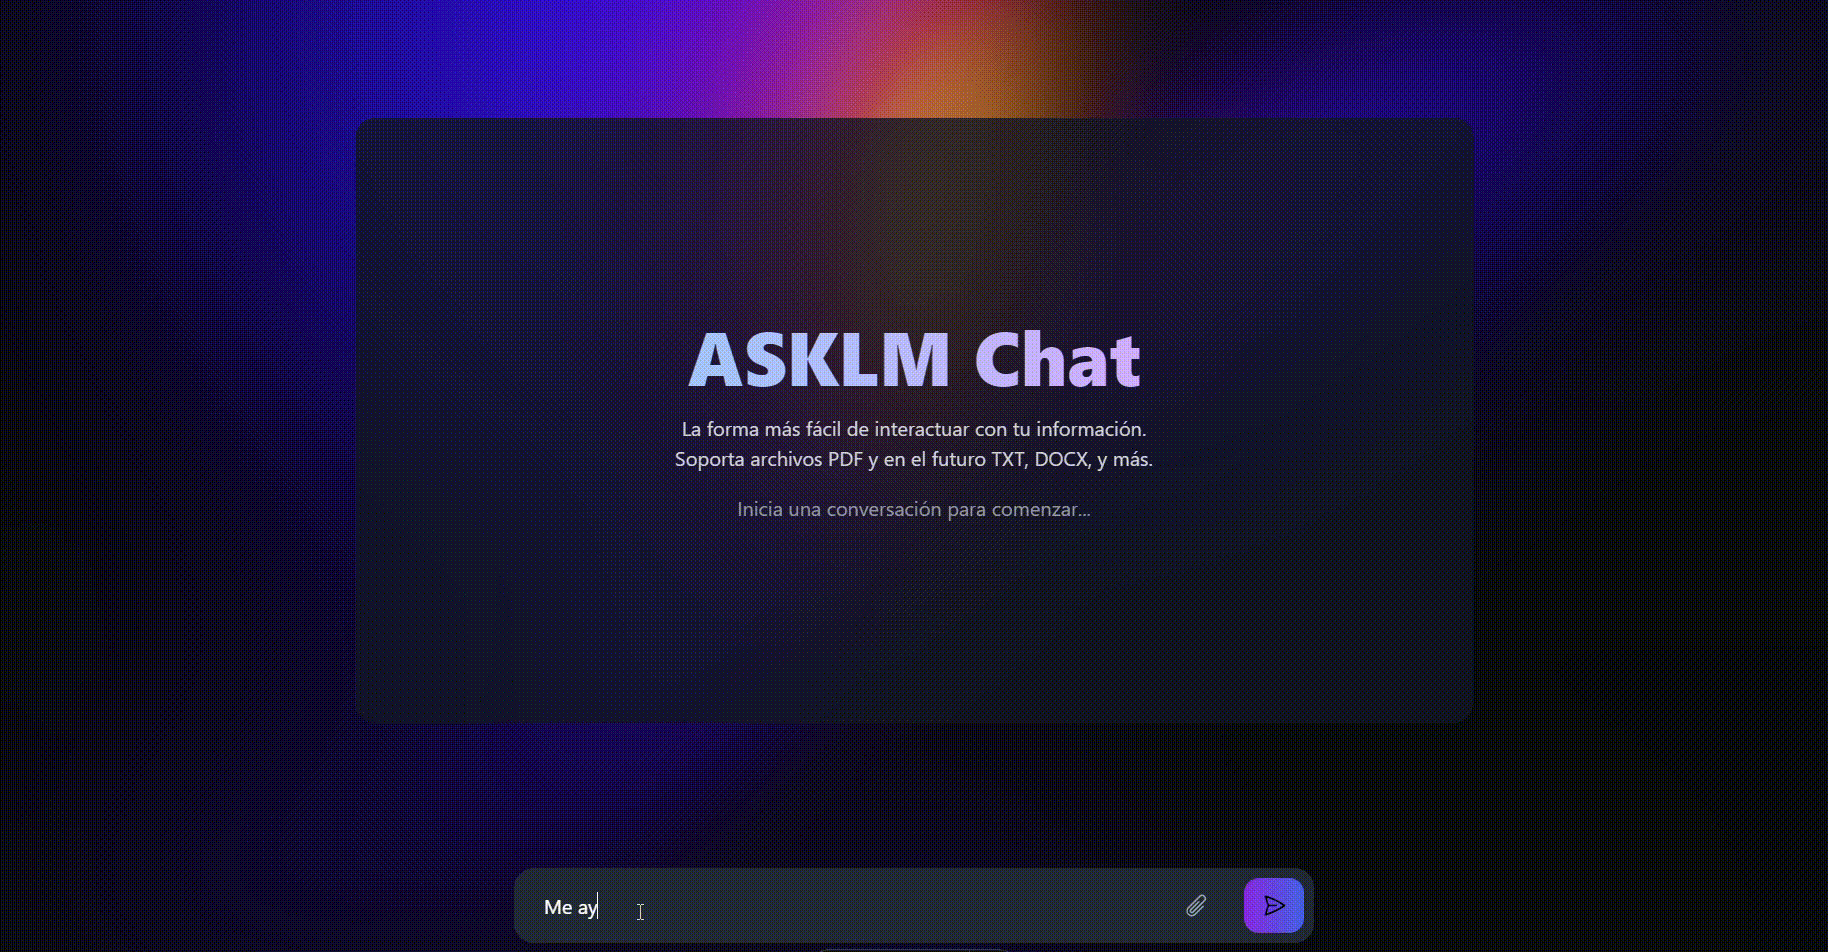 ASKLM Chat
La forma más fácil de interactuar con tu información.
Soporta archivos PDF y en el futuro TXT, DOCX, y más.
Inicia una conversación para comenzar...
Me ay